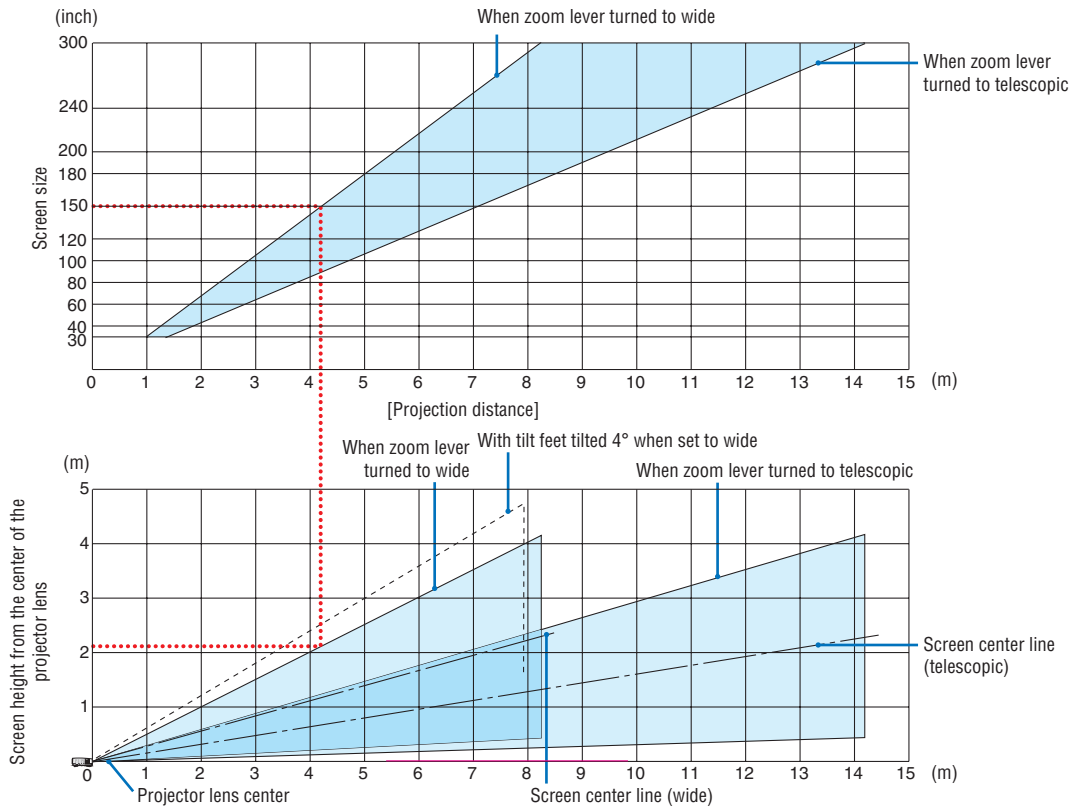 (inch)
When zoom lever turned to wide
When zoom lever
turned to telescopic
Screen size
300
240
200
180
150
120
100
80
60
40
30
0 1 2 3 4 5 6 7 8 9 10 11 12 13 14 15 (m)
[Projection distance]
(m)
When zoom lever
turned to wide
With tilt feet tilted 4° when set to wide
When zoom lever turned to telescopic
Screen height from the center of the
projector lens
5
4
3
2
1
Screen center line
(telescopic)
0 1 2 3 4 5 6 7 8 9 10 11 12 13 14 15 (m)
Projector lens center
Screen center line (wide)